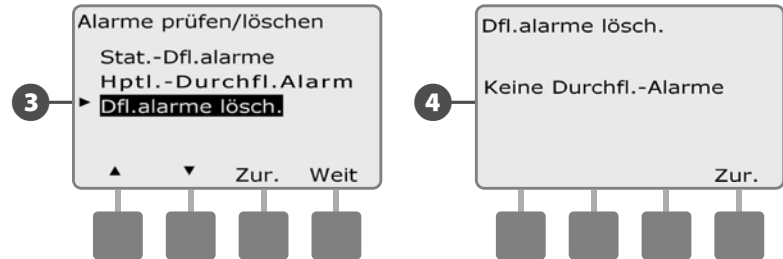 Alarme prüfen/löschen
Stat.-Dfl.alarme
Hptl.-Durchfl.Alarm
3
► Dfl.alarme lösch.
▲ ▼ Zur. Weit
Dfl.alarme lösch.
4
Keine Durchfl.-Alarme
Zur.